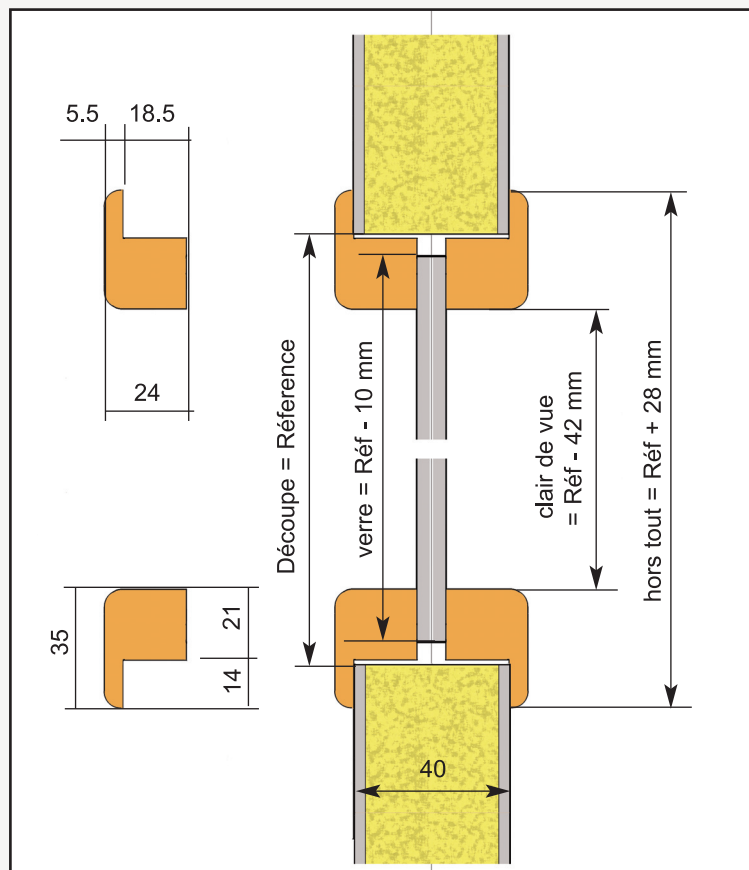 5.5
18.5
24
35
21
14
Découpe = Réference
verre = Réf - 10 mm
clair de vue
= Réf - 42 mm
hors tout = Réf + 28 mm
40